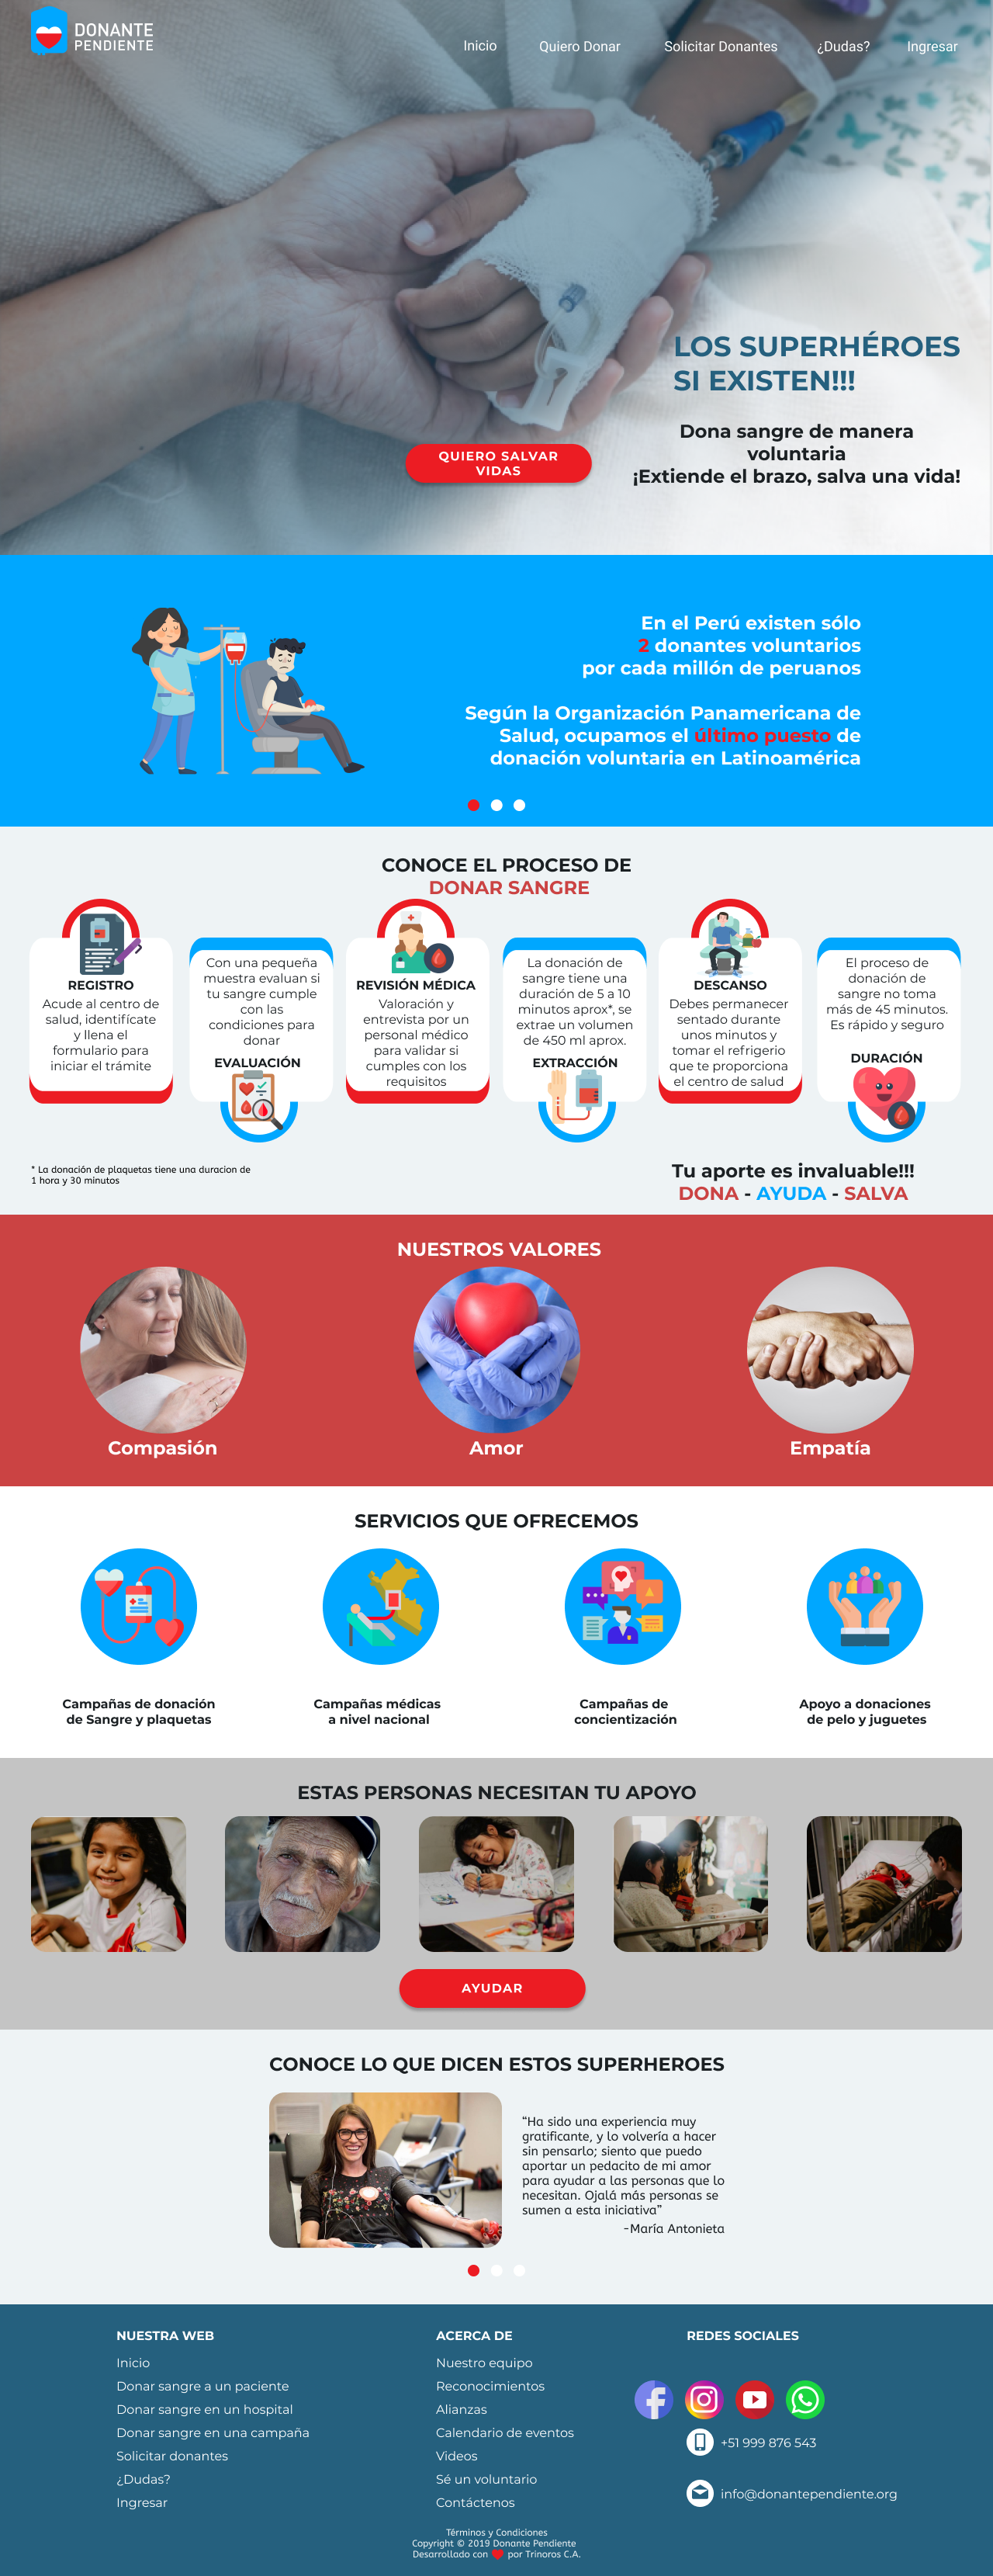 DONANTE
PENDIENTE
Inicio
Quiero Donar
Solicitar Donantes
¿Dudas?
Ingresar
LOS SUPERHÉROES
SI EXISTEN!!!
Dona sangre de manera
voluntaria
¡Extiende el brazo, salva una vida!
QUIERO SALVAR
VIDAS
En el Perú existen sólo
2 donantes voluntarios
por cada millón de peruanos
Según la Organización Panamericana de
Salud, ocupamos el último puesto de
donación voluntaria en Latinoamérica
CONOCE EL PROCESO DE
DONAR SANGRE
REGISTRO
Acude al centro de
salud, identifícate
y llena el
formulario para
iniciar el trámite
Con una pequeña
muestra evaluan si
tu sangre cumple
con las
condiciones para
donar
EVALUACIÓN
REVISIÓN MÉDICA
Valoración y
entrevista por un
personal médico
para validar si
cumples con los
requisitos
La donación de
sangre tiene una
duración de 5 a 10
minutos aprox*, se
extrae un volumen
de 450 ml aprox.
EXTRACCIÓN
DESCANSO
Debes permanecer
sentado durante
unos minutos y
tomar el refrigerio
que te proporciona
el centro de salud
El proceso de
donación de
sangre no toma
más de 45 minutos.
Es rápido y seguro
DURACIÓN
* La donación de plaquetas tiene una duracion de
1 hora y 30 minutos
Tu aporte es invaluable!!!
DONA - AYUDA - SALVA
NUESTROS VALORES
Compasión
Amor
Empatía
SERVICIOS QUE OFRECEMOS
Campañas de donación
de Sangre y plaquetas
Campañas médicas
a nivel nacional
Campañas de
concientización
Apoyo a donaciones
de pelo y juguetes
ESTAS PERSONAS NECESITAN TU APOYO
AYUDAR
CONOCE LO QUE DICEN ESTOS SUPERHEROES
“Ha sido una experiencia muy
gratificante, y lo volvería a hacer
sin pensarlo; siento que puedo
aportar un pedacito de mi amor
para ayudar a las personas que lo
necesitan. Ojalá más personas se
sumen a esta iniciativa”
-María Antonieta
NUESTRA WEB
Inicio
Donar sangre a un paciente
Donar sangre en un hospital
Donar sangre en una campaña
Solicitar donantes
¿Dudas?
Ingresar
ACERCA DE
Nuestro equipo
Reconocimientos
Alianzas
Calendario de eventos
Videos
Sé un voluntario
Contáctenos
REDES SOCIALES
+51 999 876 543
info@donantependiente.org
Términos y Condiciones
Copyright © 2019 Donante Pendiente
Desarrollado con ❤ por Trinoros C.A.